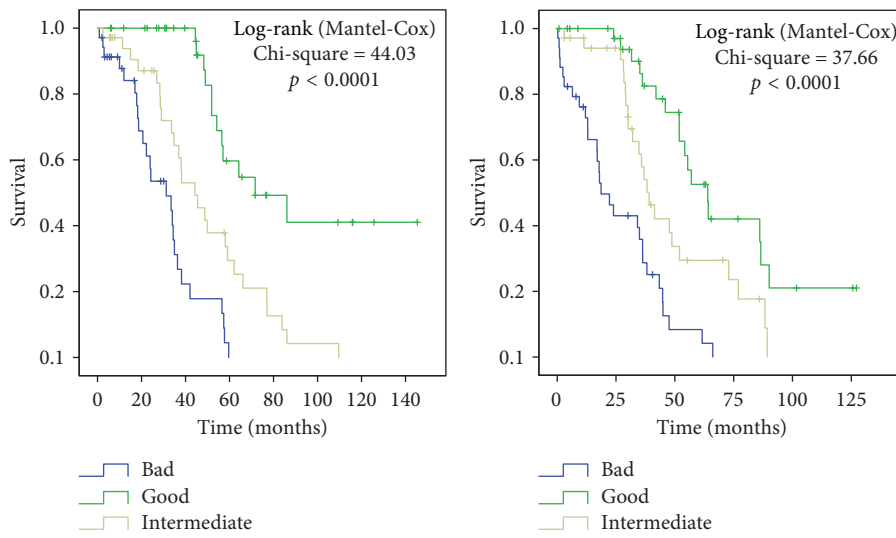 Log-rank (Mantel-Cox)
Chi-square = 44.03
p < 0.0001
Survival
1.0
0.8
0.6
0.4
0.2
0.1
0 20 40 60 80 100 120 140
Time (months)
Bad
Good
Intermediate
Log-rank (Mantel-Cox)
Chi-square = 37.66
p < 0.0001
Survival
1.0
0.8
0.6
0.4
0.2
0.1
0 25 50 75 100 125
Time (months)
Bad
Good
Intermediate